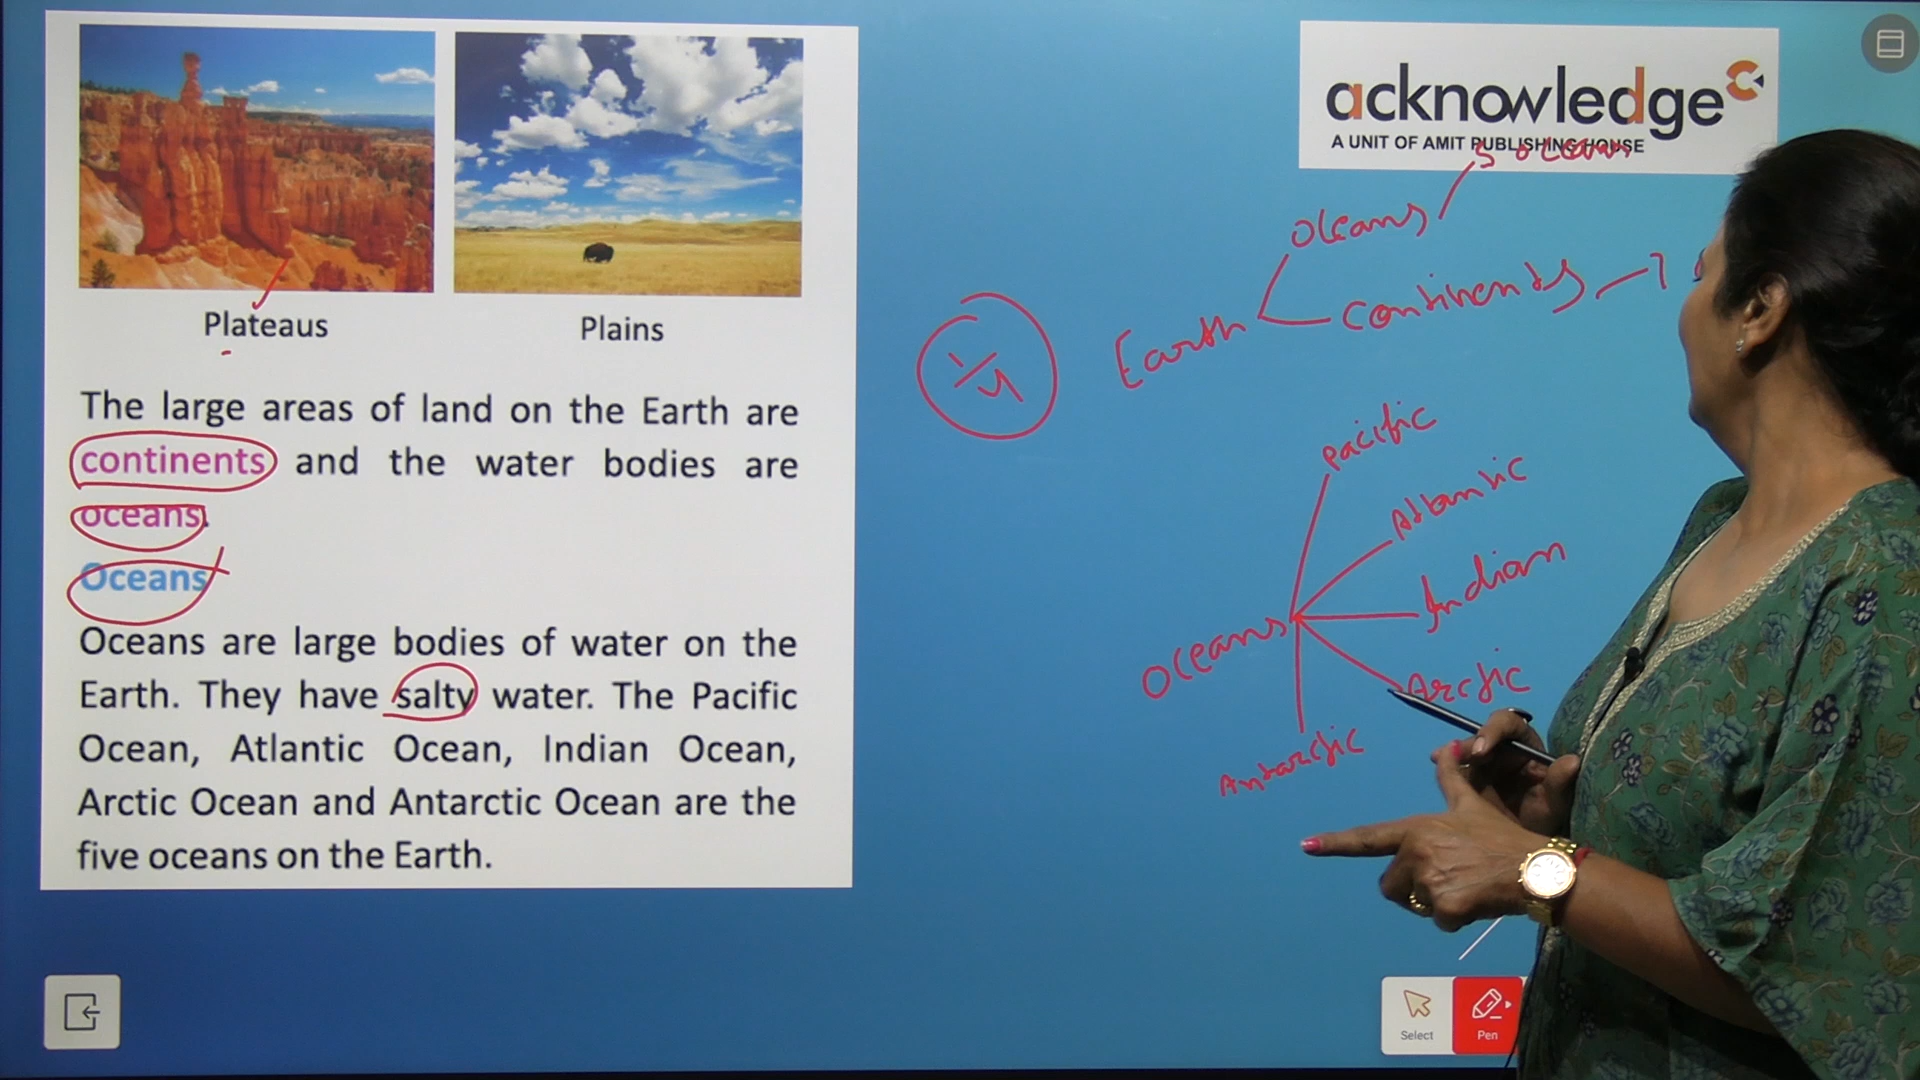 Plateaus
Plains
The large areas of land on the Earth are
continents and the water bodies are
oceans.
Oceans
Oceans are large bodies of water on the
Earth. They have salty water. The Pacific
Ocean, Atlantic Ocean, Indian Ocean,
Arctic Ocean and Antarctic Ocean are the
five oceans on the Earth.
acknowledge
A UNIT OF AMIT PUBLISHING HOUSE
5 oceans
Oceans
Earth
Continents 7
1/4
Pacific
Atlantic
Indian
Oceans
Arctic
Antarctic
Select
Pen